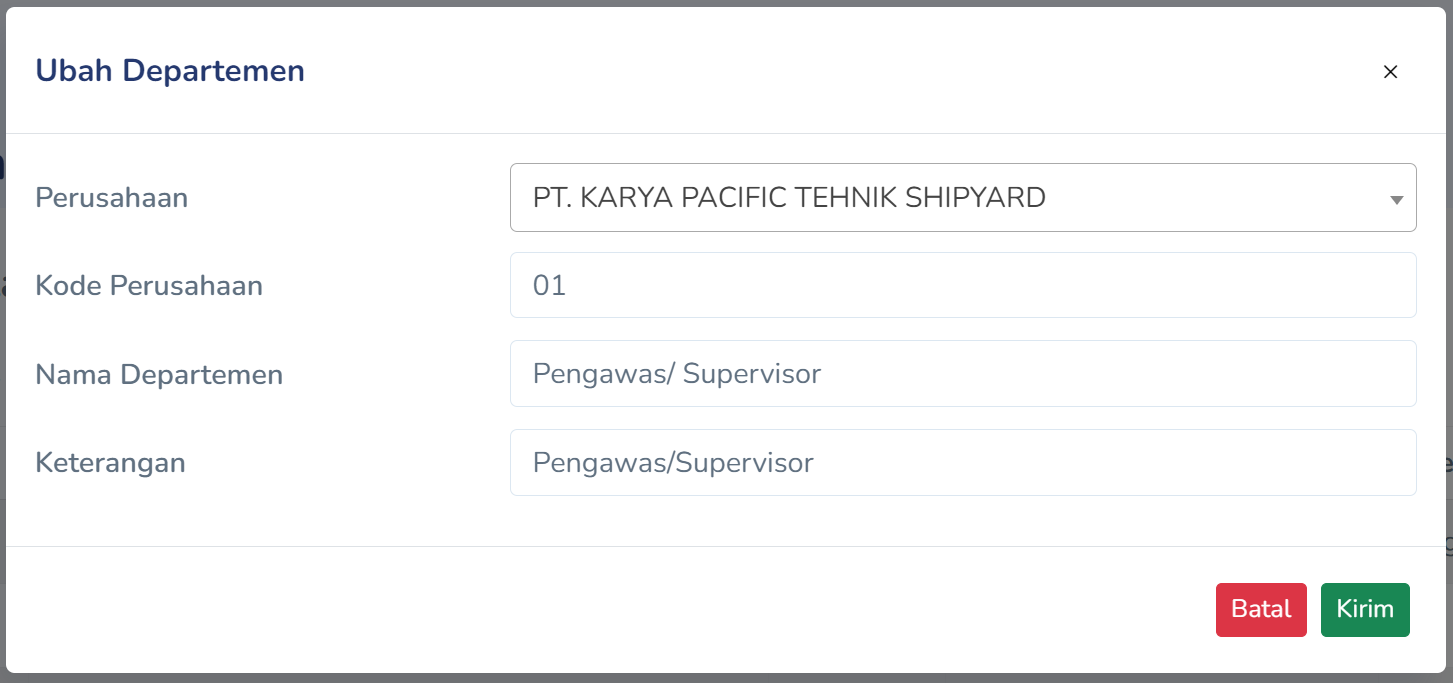 Ubah Departemen
×
Perusahaan
PT. KARYA PACIFIC TEHNIK SHIPYARD
Kode Perusahaan
01
Nama Departemen
Pengawas/ Supervisor
Keterangan
Pengawas/Supervisor
Batal
Kirim